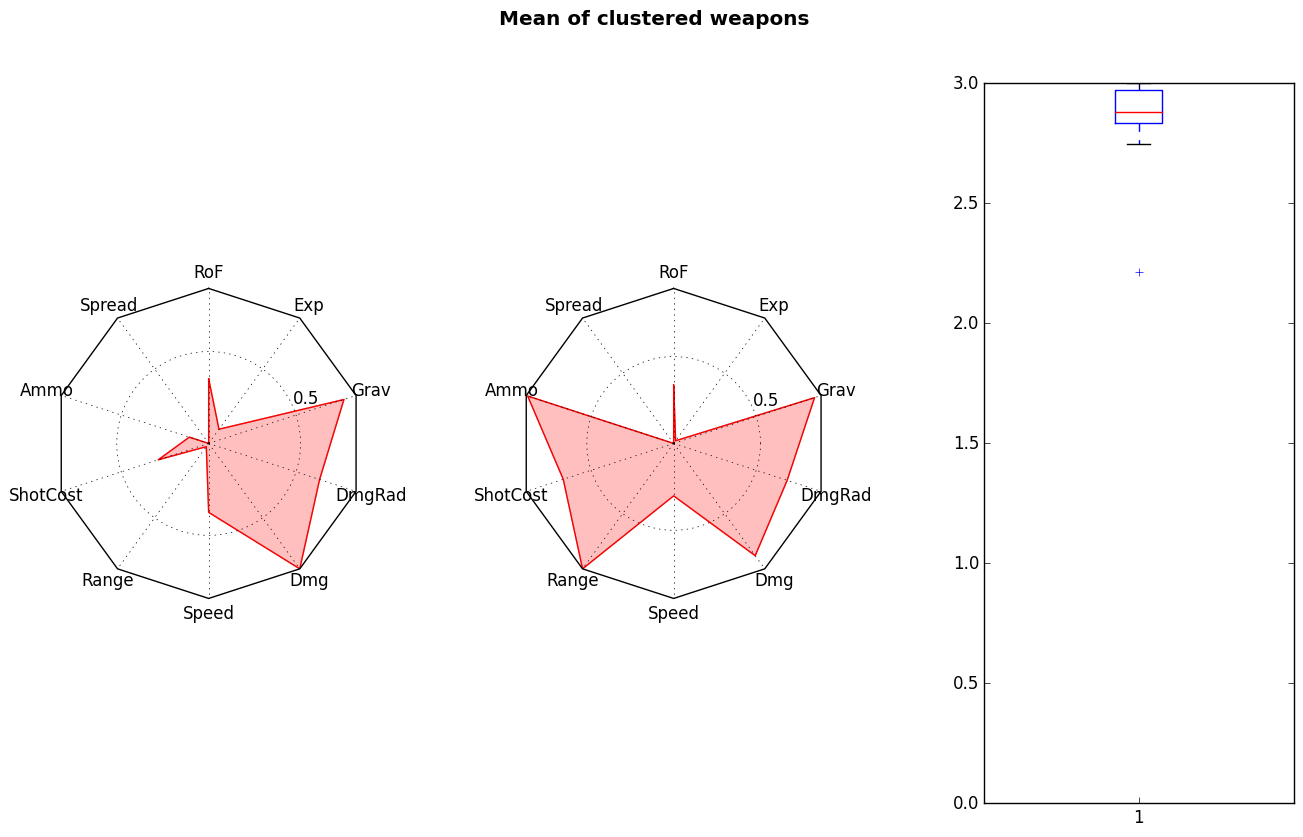 Mean of clustered weapons
RoF
Exp
Spread
Grav
0.5
Ammo
DmgRad
ShotCost
Dmg
Range
Speed
RoF
Exp
Spread
Grav
0.5
Ammo
DmgRad
ShotCost
Dmg
Range
Speed
3.0
2.5
2.0
1.5
1.0
0.5
0.0
1